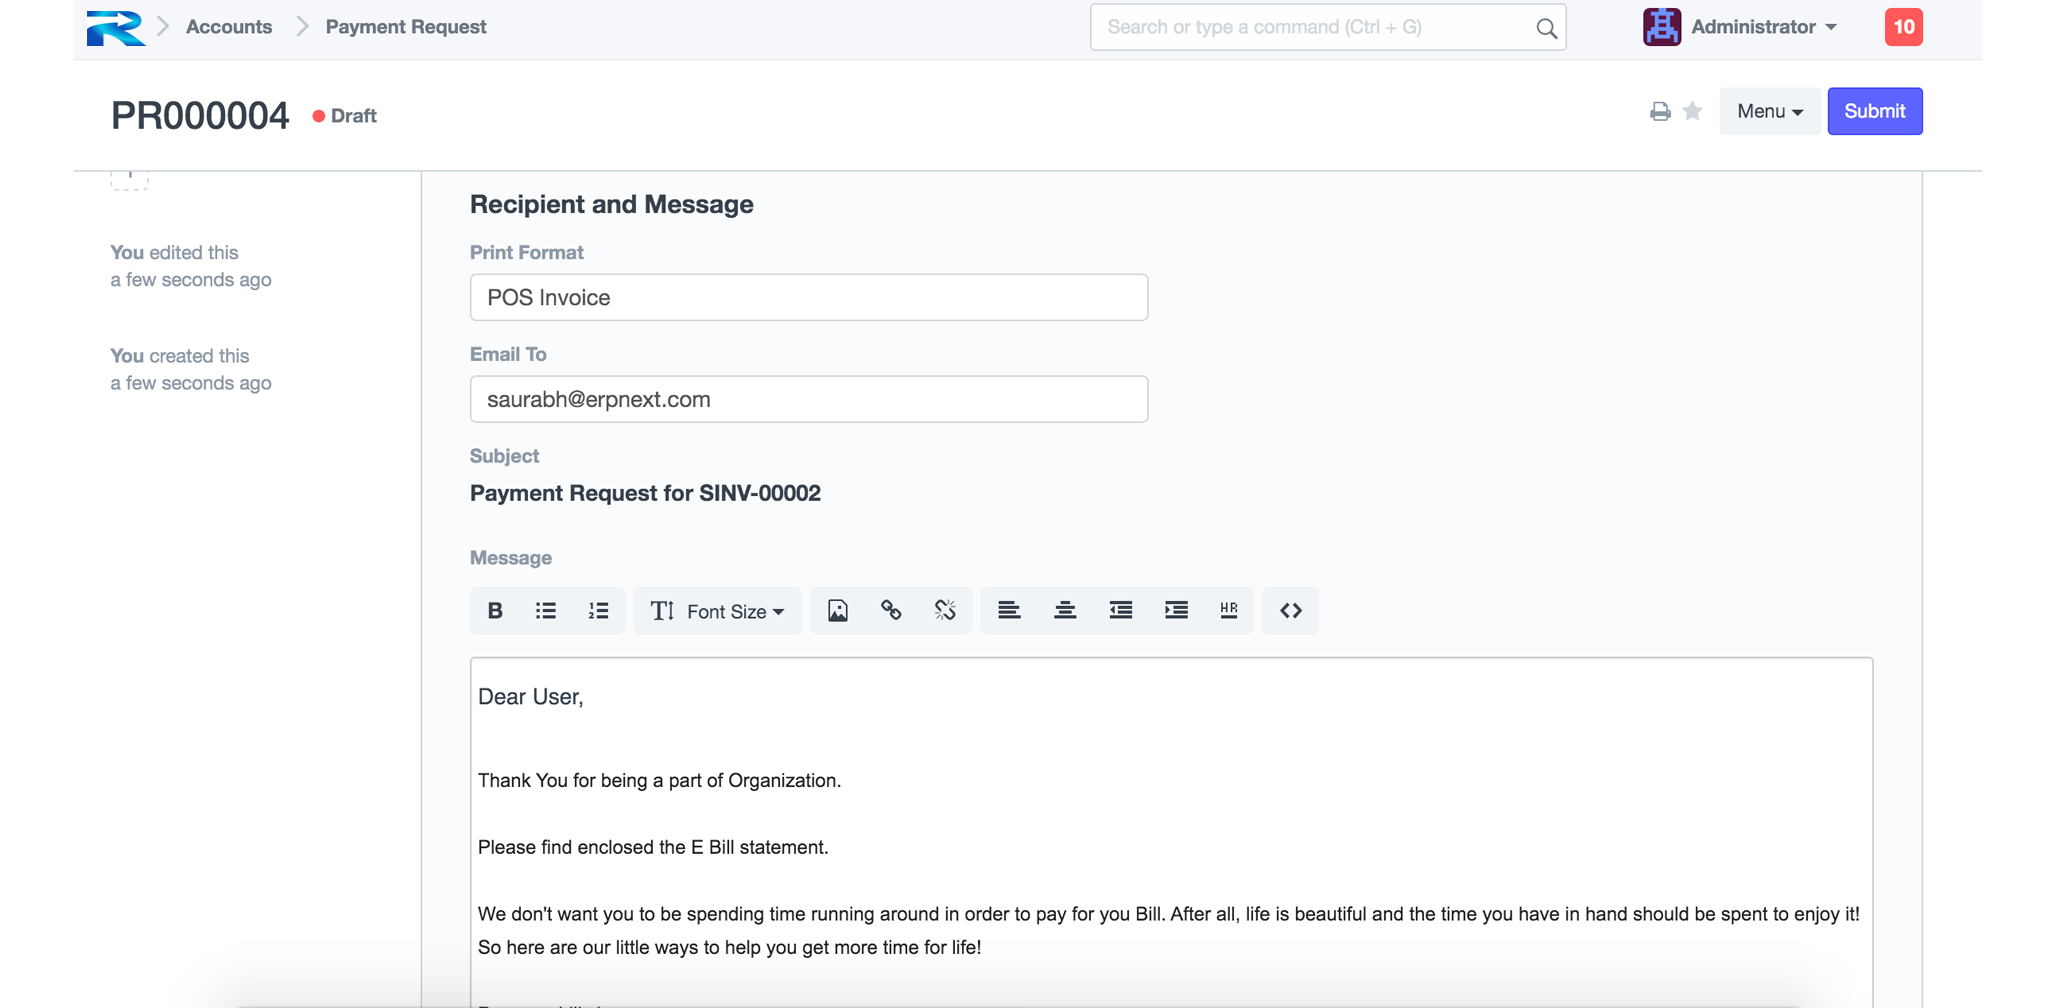 Accounts
Payment Request
Search or type a command (Ctrl + G)
Administrator
10
PR000004
Draft
Menu
Submit
You edited this
a few seconds ago
You created this
a few seconds ago
Recipient and Message
Print Format
POS Invoice
Email To
saurabh@erpnext.com
Subject
Payment Request for SINV-00002
Message
B
Font Size
HR
Dear User,
Thank You for being a part of Organization.
Please find enclosed the E Bill statement.
We don't want you to be spending time running around in order to pay for you Bill. After all, life is beautiful and the time you have in hand should be spent to enjoy it!
So here are our little ways to help you get more time for life!